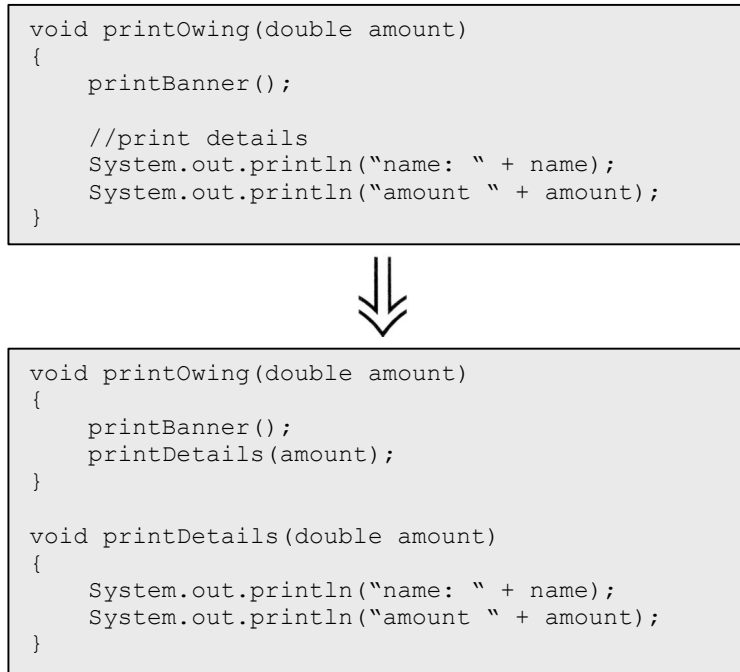 void printOwing(double amount)
{
printBanner();
//print details
System.out.println(“name: “ + name);
System.out.println(“amount “ + amount);
}
void printOwing(double amount)
{
printBanner();
printDetails(amount);
}
void printDetails(double amount)
{
System.out.println(“name: “ + name);
System.out.println(“amount “ + amount);
}